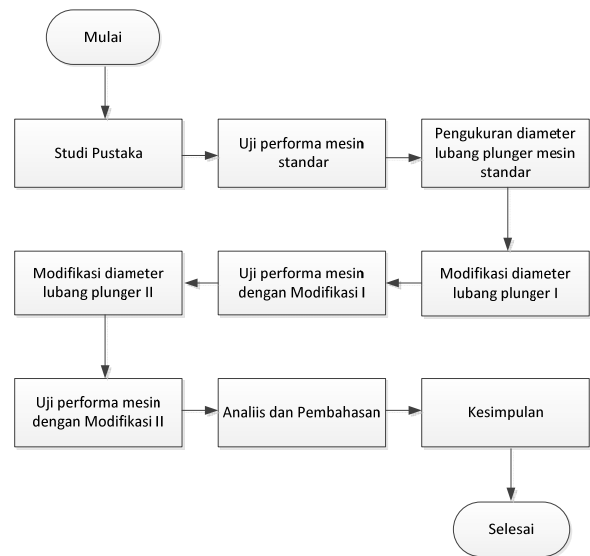 Mulai
Studi Pustaka
Uji performa mesin
standar
Pengukuran diameter
lubang plunger mesin
standar
Modifikasi diameter
lubang plunger I
Uji performa mesin
dengan Modifikasi I
Modifikasi diameter
lubang plunger II
Uji performa mesin
dengan Modifikasi II
Analiis dan Pembahasan
Kesimpulan
Selesai